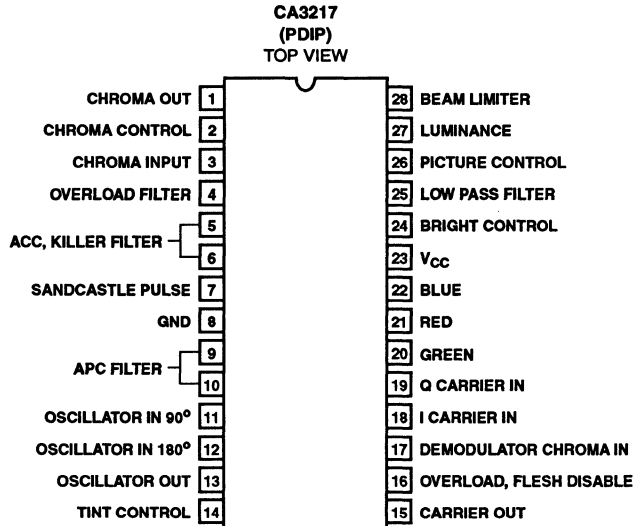 CA3217
(PDIP)
TOP VIEW
CHROMA OUT 1
CHROMA CONTROL 2
CHROMA INPUT 3
OVERLOAD FILTER 4
ACC, KILLER FILTER
5
6
SANDCASTLE PULSE 7
GND 8
APC FILTER
9
10
OSCILLATOR IN 90° 11
OSCILLATOR IN 180° 12
OSCILLATOR OUT 13
TINT CONTROL 14
28 BEAM LIMITER
27 LUMINANCE
26 PICTURE CONTROL
25 LOW PASS FILTER
24 BRIGHT CONTROL
23 VCC
22 BLUE
21 RED
20 GREEN
19 Q CARRIER IN
18 I CARRIER IN
17 DEMODULATOR CHROMA IN
16 OVERLOAD, FLESH DISABLE
15 CARRIER OUT